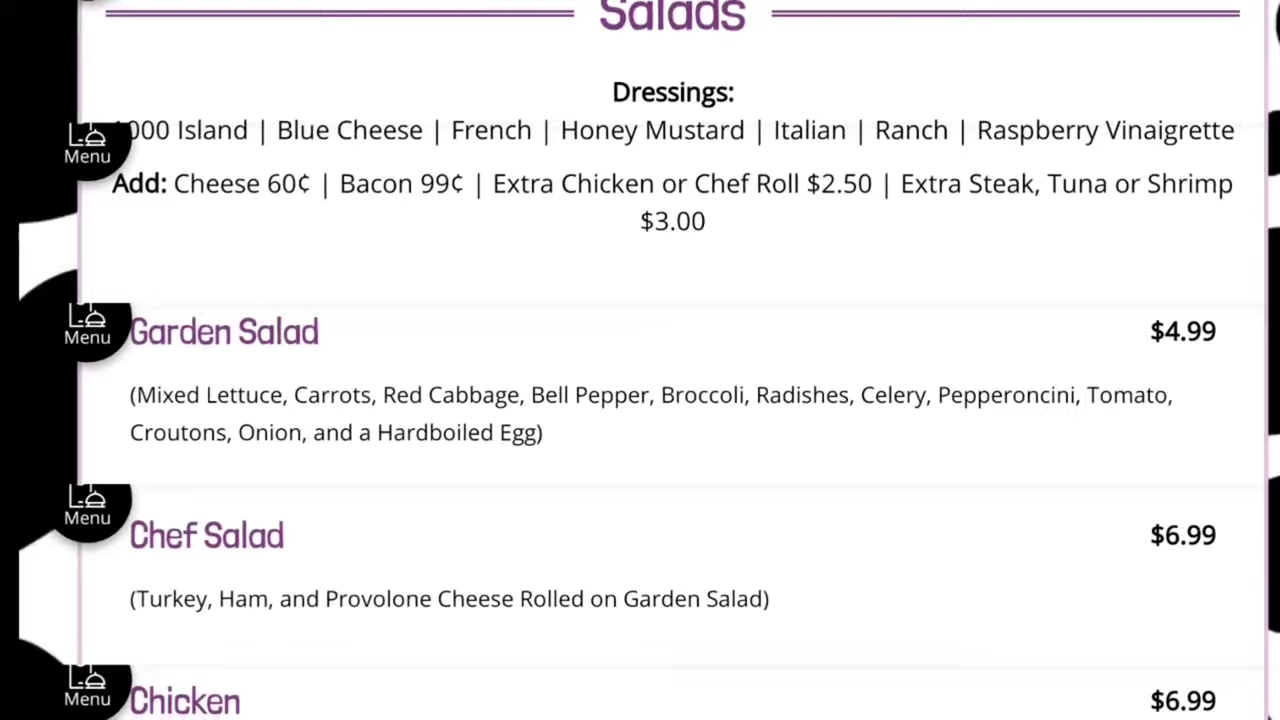 Salads
Dressings:
1000 Island | Blue Cheese | French | Honey Mustard | Italian | Ranch | Raspberry Vinaigrette
Menu
Add: Cheese 60¢ | Bacon 99¢ | Extra Chicken or Chef Roll $2.50 | Extra Steak, Tuna or Shrimp
$3.00
Menu
Garden Salad $4.99
(Mixed Lettuce, Carrots, Red Cabbage, Bell Pepper, Broccoli, Radishes, Celery, Pepperoncini, Tomato,
Croutons, Onion, and a Hardboiled Egg)
Menu
Chef Salad $6.99
(Turkey, Ham, and Provolone Cheese Rolled on Garden Salad)
Menu
Chicken $6.99